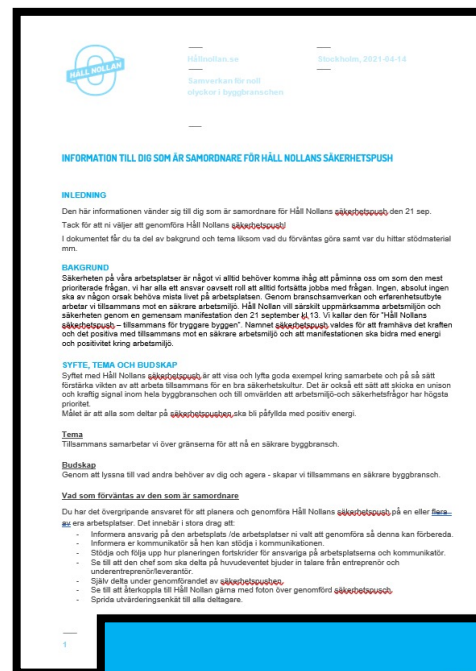 HÅLL NOLLAN
Hållnollan.se
Stockholm, 2021-04-14
Samverkan för noll
olyckor i byggbranschen
INFORMATION TILL DIG SOM ÄR SAMORDNARE FÖR HÅLL NOLLANS SÄKERHETSPUSH
INLEDNING
Den här informationen vänder sig till dig som är samordnare för Håll Nollans säkerhetspush den 21 sep.
Tack för att ni väljer att genomföra Håll Nollans säkerhetspush!
I dokumentet får du ta del av bakgrund och tema liksom vad du förväntas göra samt var du hittar stödmaterial
mm.
BAKGRUND
Säkerheten på våra arbetsplatser är något vi alltid behöver komma ihåg att påminna oss om som den mest
prioriterade frågan, vi har alla ett ansvar oavsett roll att alltid fortsätta jobba med frågan. Ingen, absolut ingen
ska av någon orsak behöva mista livet på arbetsplatsen. Genom branschsamverkan och erfarenhetsutbyte
arbetar vi tillsammans mot en säkrare arbetsmiljö. Håll Nollan vill särskilt uppmärksamma arbetsmiljön och
säkerheten genom en gemensam manifestation den 21 september kl.13. Vi kallar den för "Håll Nollans
säkerhetspush – tillsammans för tryggare byggen". Namnet säkerhetspush valdes för att framhäva det kraften
och det positiva med tillsammans mot en säkrare arbetsmiljö och att manifestationen ska bidra med energi
och positivitet kring arbetsmiljö.
SYFTE, TEMA OCH BUDSKAP
Syftet med Håll Nollans säkerhetspush är att visa och lyfta goda exempel kring samarbete och på så sätt
förstärka vikten av att arbeta tillsammans för en bra säkerhetskultur. Det är också ett sätt att skicka en unison
och kraftig signal inom hela byggbranschen och till omvärlden att arbetsmiljö-och säkerhetsfrågor har högsta
prioritet.
Målet är att alla som deltar på säkerhetspushen ska bli påfyllda med positiv energi.
Tema
Tillsammans samarbetar vi över gränserna för att nå en säkrare byggbransch.
Budskap
Genom att lyssna till vad andra behöver av dig och agera - skapar vi tillsammans en säkrare byggbransch.
Vad som förväntas av den som är samordnare
Du har det övergripande ansvaret för att planera och genomföra Håll Nollans säkerhetspush på en eller flera
av era arbetsplatser. Det innebär i stora drag att:
- Informera ansvarig på den arbetsplats /de arbetsplatser ni valt att genomföra så denna kan förbereda.
- Informera er kommunikatör så hen kan stödja i kommunikationen.
- Stödja och följa upp hur planeringen fortskrider för ansvariga på arbetsplatserna och kommunikatör.
- Se till att den chef som ska delta på huvudeventet bjuder in talare från entreprenör och
underentreprenör/leverantör.
- Själv delta under genomförandet av säkerhetspushen.
- Se till att återkoppla till Håll Nollan gärna med foton över genomförd säkerhetspusch.
- Sprida utvärderingsenkät till alla deltagare.
1